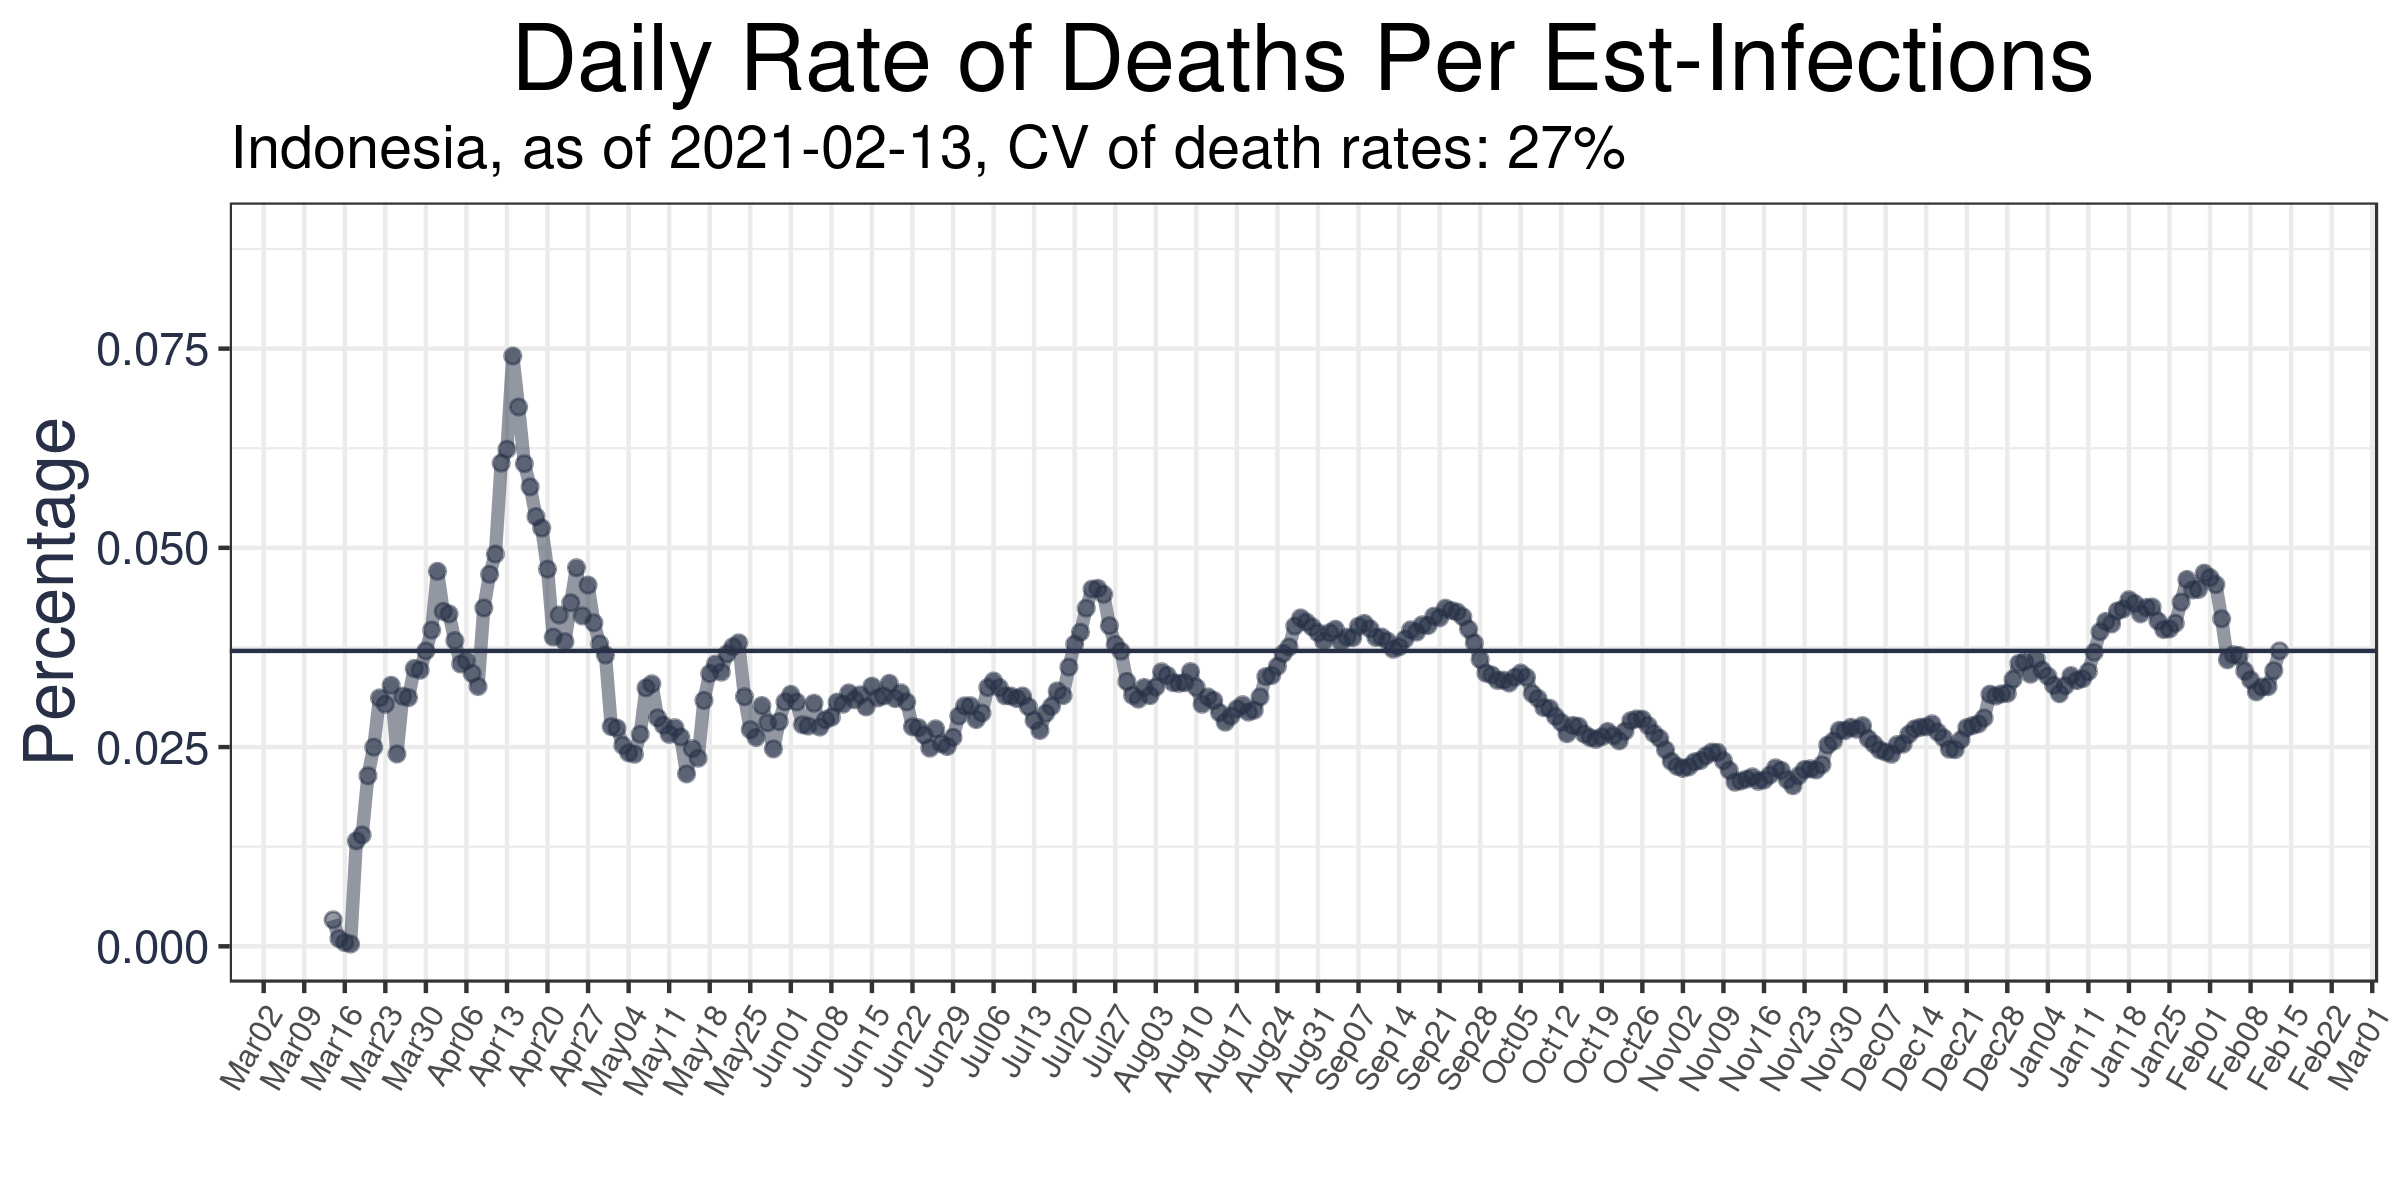 Daily Rate of Deaths Per Est-Infections
Indonesia, as of 2021-02-13, CV of death rates: 27%
Percentage
0.075
0.050
0.025
0.000
Mar02
Mar09
Mar16
Mar23
Mar30
Apr06
Apr13
Apr20
Apr27
May04
May11
May18
May25
Jun01
Jun08
Jun15
Jun22
Jun29
Jul06
Jul13
Jul20
Jul27
Aug03
Aug10
Aug17
Aug24
Aug31
Sep07
Sep14
Sep21
Sep28
Oct05
Oct12
Oct19
Oct26
Nov02
Nov09
Nov16
Nov23
Nov30
Dec07
Dec14
Dec21
Dec28
Jan04
Jan11
Jan18
Jan25
Feb01
Feb08
Feb15
Feb22
Mar01